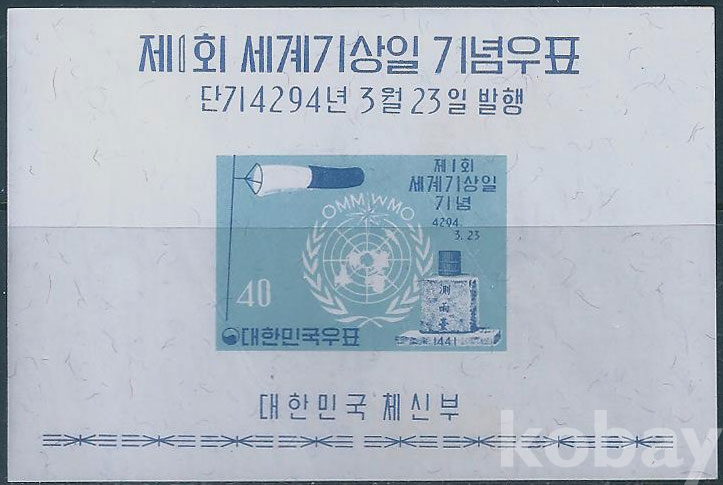 제1회 세계기상일 기념우표
단기4294년 3월 23일 발행
제1회
세계기상일
기념
4294
3. 23
OMM WMO
40
測雨臺
1441
대한민국우표
대한민국 체신부
kobay